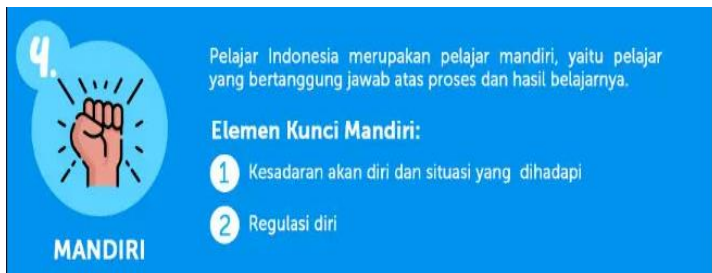 4.
MANDIRI
Pelajar Indonesia merupakan pelajar mandiri, yaitu pelajar
yang bertanggung jawab atas proses dan hasil belajarnya.
Elemen Kunci Mandiri:
1 Kesadaran akan diri dan situasi yang dihadapi
2 Regulasi diri